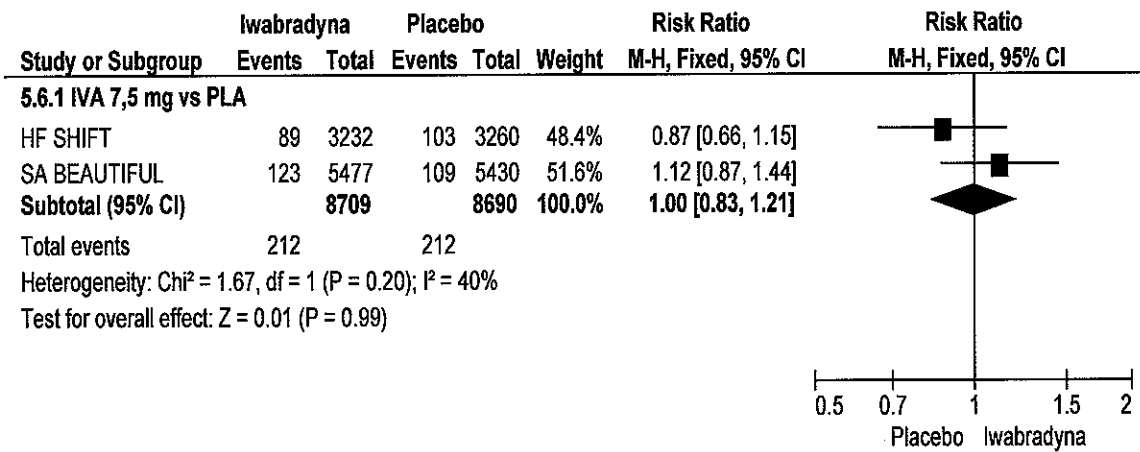 Iwabradyna Placebo Risk Ratio Risk Ratio
Study or Subgroup Events Total Events Total Weight M-H, Fixed, 95% CI M-H, Fixed, 95% CI
5.6.1 IVA 7,5 mg vs PLA
HF SHIFT 89 3232 103 3260 48.4% 0.87 [0.66, 1.15]
SA BEAUTIFUL 123 5477 109 5430 51.6% 1.12 [0.87, 1.44]
Subtotal (95% CI) 8709 8690 100.0% 1.00 [0.83, 1.21]
Total events 212 212
Heterogeneity: Chi² = 1.67, df = 1 (P = 0.20); I² = 40%
Test for overall effect: Z = 0.01 (P = 0.99)
0.5 0.7 1 1.5 2
Placebo Iwabradyna